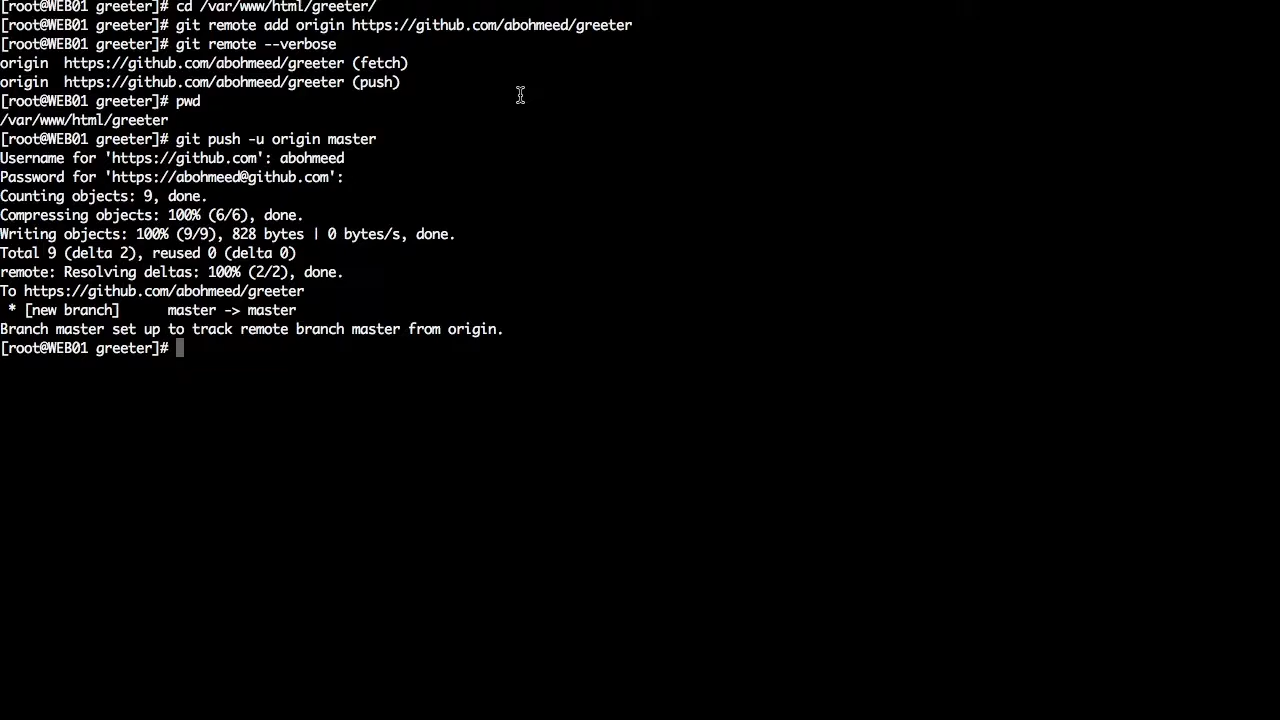 [root@WEB01 greeter]# cd /var/www/html/greeter/
[root@WEB01 greeter]# git remote add origin https://github.com/abohmeed/greeter
[root@WEB01 greeter]# git remote --verbose
origin  https://github.com/abohmeed/greeter (fetch)
origin  https://github.com/abohmeed/greeter (push)
[root@WEB01 greeter]# pwd
/var/www/html/greeter
[root@WEB01 greeter]# git push -u origin master
Username for 'https://github.com': abohmeed
Password for 'https://abohmeed@github.com':
Counting objects: 9, done.
Compressing objects: 100% (6/6), done.
Writing objects: 100% (9/9), 828 bytes | 0 bytes/s, done.
Total 9 (delta 2), reused 0 (delta 0)
remote: Resolving deltas: 100% (2/2), done.
To https://github.com/abohmeed/greeter
 * [new branch]      master -> master
Branch master set up to track remote branch master from origin.
[root@WEB01 greeter]#